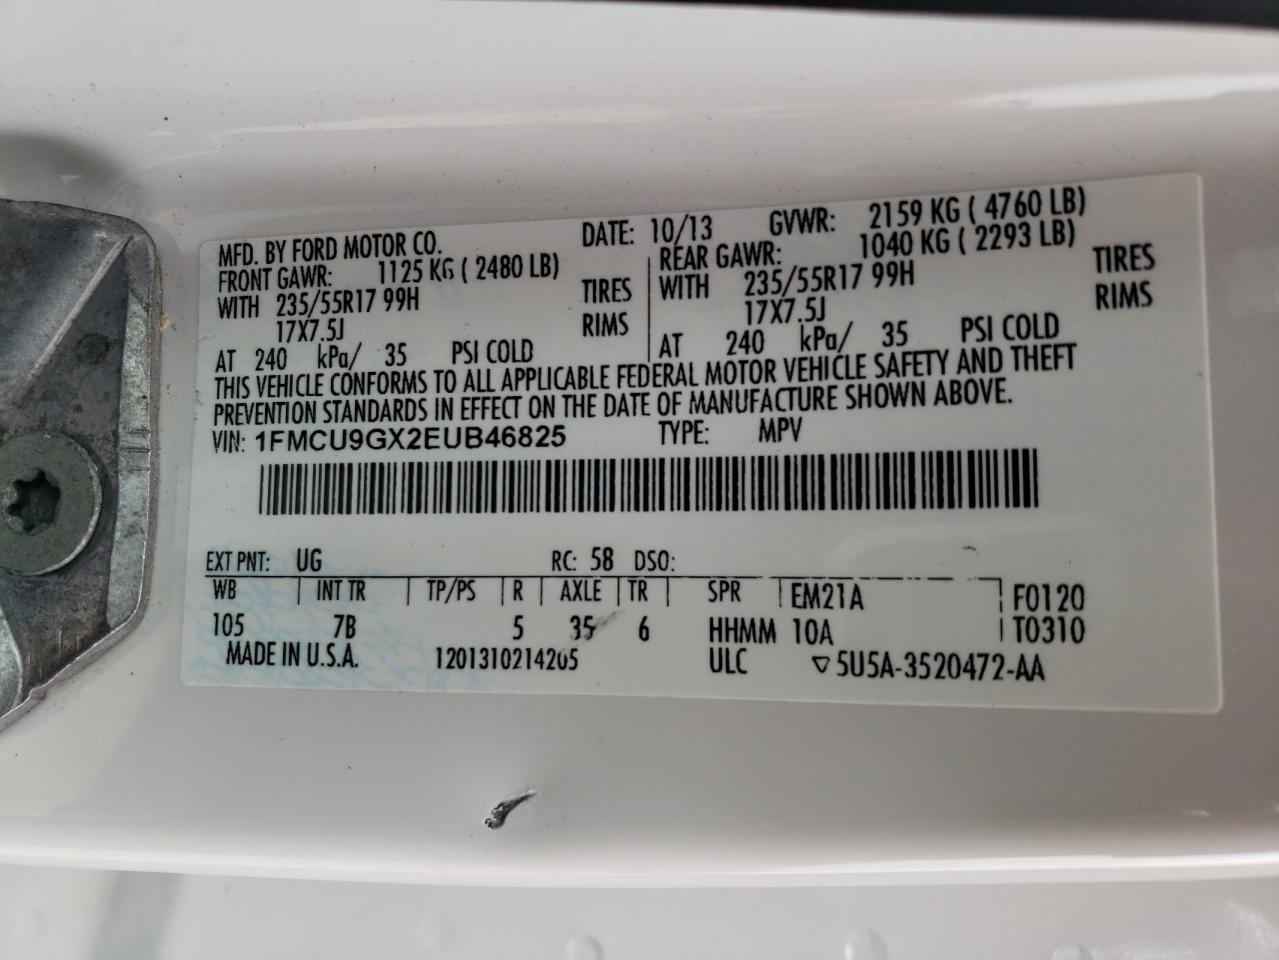 MFD. BY FORD MOTOR CO. DATE: 10/13 GVWR: 2159 KG ( 4760 LB)
FRONT GAWR: 1125 KG ( 2480 LB) REAR GAWR: 1040 KG ( 2293 LB)
WITH 235/55R17 99H TIRES WITH 235/55R17 99H TIRES
17X7.5J RIMS 17X7.5J RIMS
AT 240 kPa/ 35 PSI COLD AT 240 kPa/ 35 PSI COLD
THIS VEHICLE CONFORMS TO ALL APPLICABLE FEDERAL MOTOR VEHICLE SAFETY AND THEFT
PREVENTION STANDARDS IN EFFECT ON THE DATE OF MANUFACTURE SHOWN ABOVE.
VIN: 1FMCU9GX2EUB46825 TYPE: MPV
EXT PNT: UG RC: 58 DSO:
WB INT TR TP/PS R AXLE TR SPR EM21A F0120
105 7B 5 35 6 HHMM 10A T0310
MADE IN U.S.A. 1201310214205 ULC ▽5U5A-3520472-AA